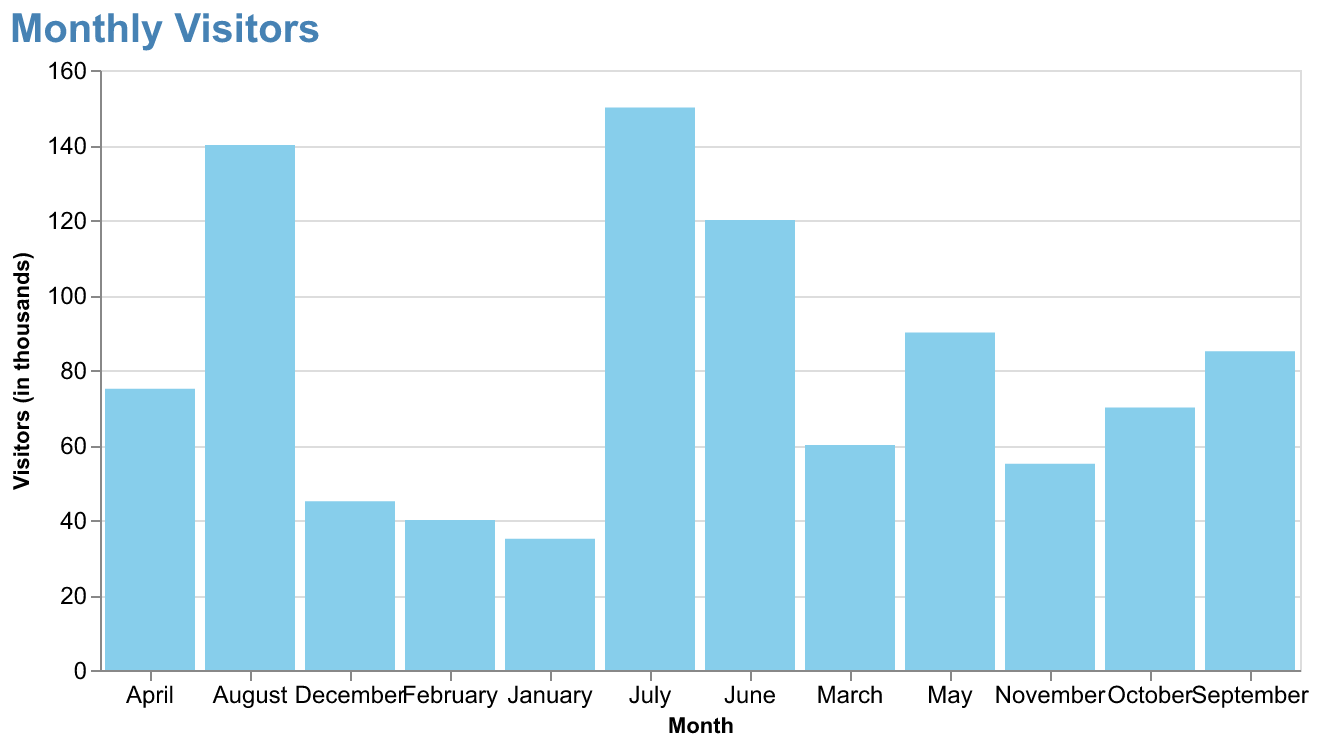 Monthly Visitors
160
140
120
100
80
60
40
20
0
Visitors (in thousands)
April August December February January July June March May November October September
Month